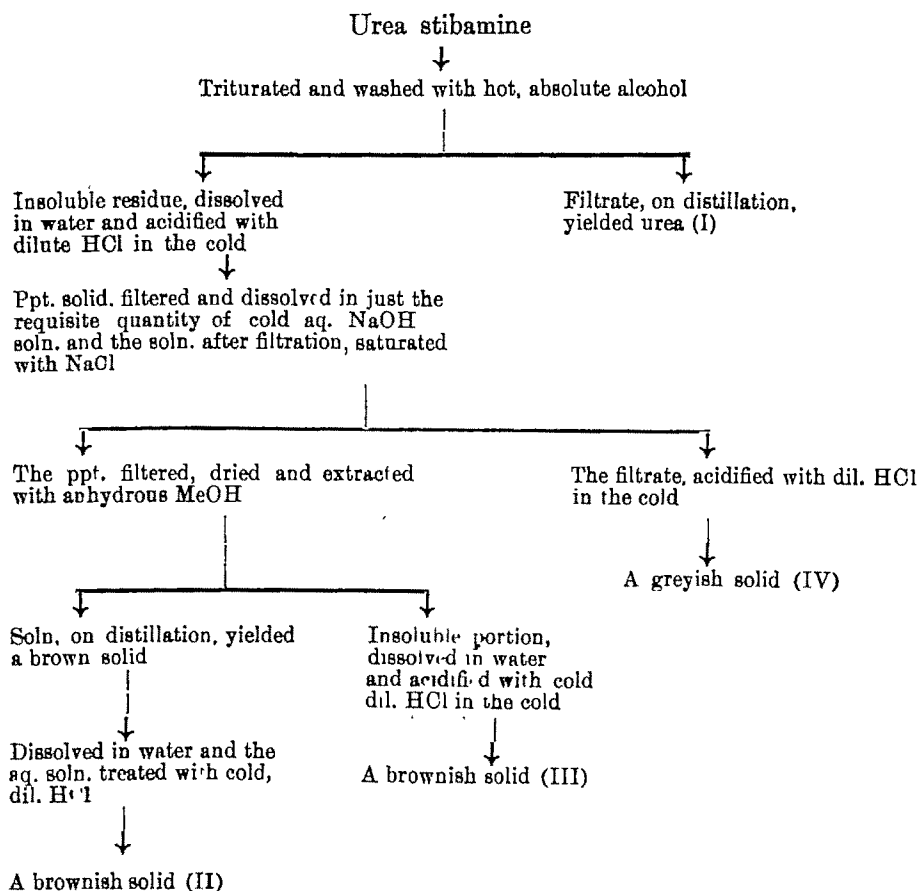 Urea stibamine
Triturated and washed with hot, absolute alcohol
Insoluble residue, dissolved
in water and acidified with
dilute HCl in the cold
Filtrate, on distillation,
yielded urea (I)
Ppt. solid. filtered and dissolved in just the
requisite quantity of cold aq. NaOH
soln. and the soln. after filtration, saturated
with NaCl
The ppt. filtered, dried and extracted
with anhydrous MeOH
The filtrate, acidified with dil. HCl
in the cold
A greyish solid (IV)
Soln, on distillation, yielded
a brown solid
Insoluble portion,
dissolved in water
and acidified with cold
dil. HCl in the cold
Dissolved in water and the
aq. soln. treated with cold,
dil. HCl
A brownish solid (III)
A brownish solid (II)